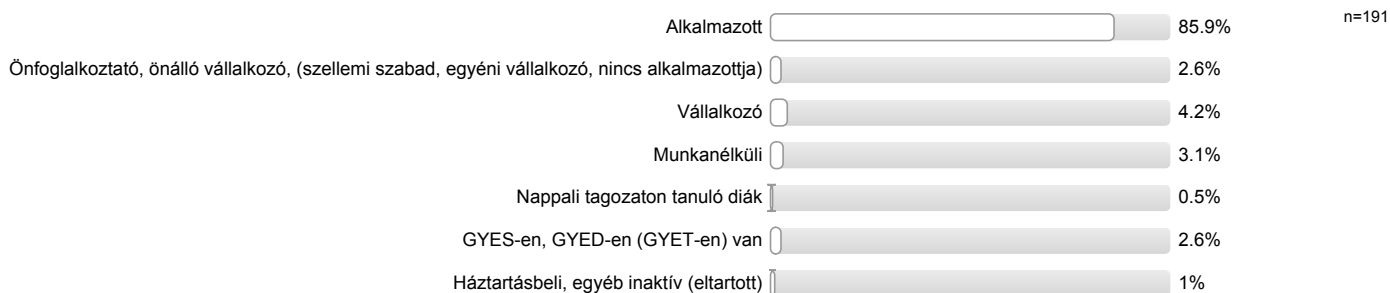 Alkalmazott 85.9% n=191
Önfoglalkoztató, önálló vállalkozó, (szellemi szabad, egyéni vállalkozó, nincs alkalmazottja) 2.6%
Vállalkozó 4.2%
Munkanélküli 3.1%
Nappali tagozaton tanuló diák 0.5%
GYES-en, GYED-en (GYET-en) van 2.6%
Háztartásbeli, egyéb inaktív (eltartott) 1%